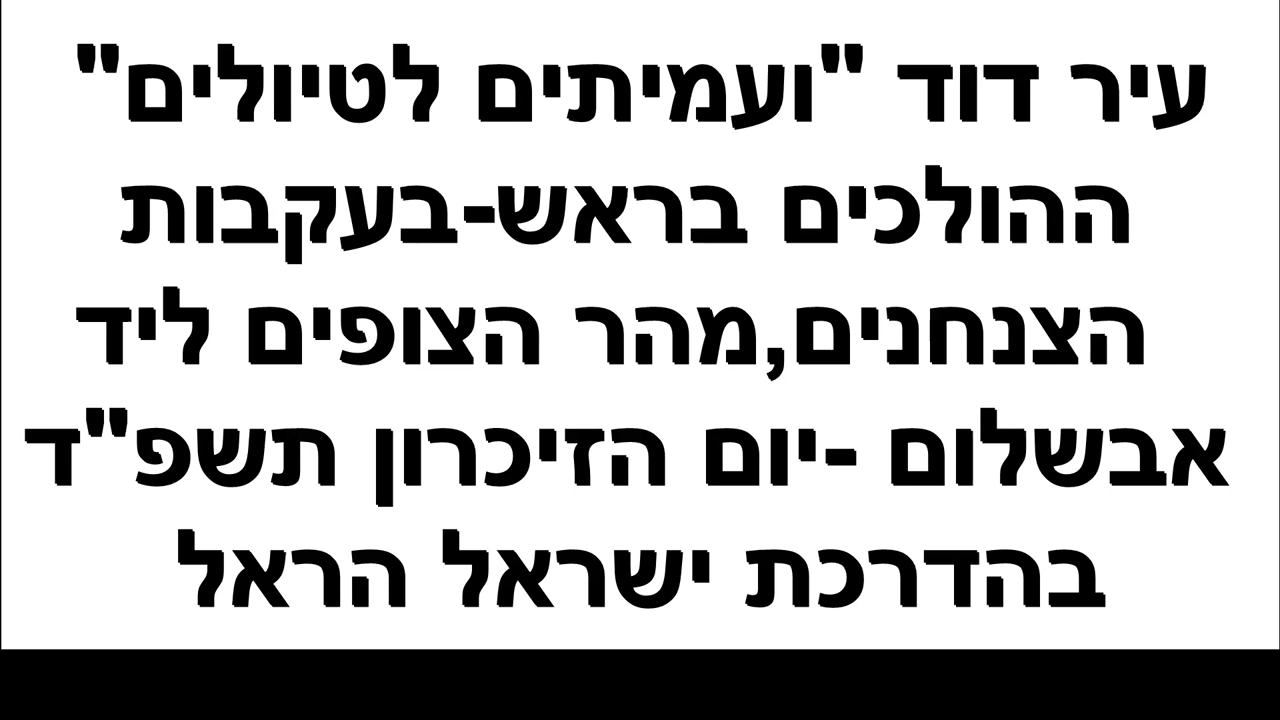 עיר דוד "ועמיתים לטיולים"
ההולכים בראש-בעקבות
הצנחנים,מהר הצופים ליד
אבשלום -יום הזיכרון תשפ"ד
בהדרכת ישראל הראל